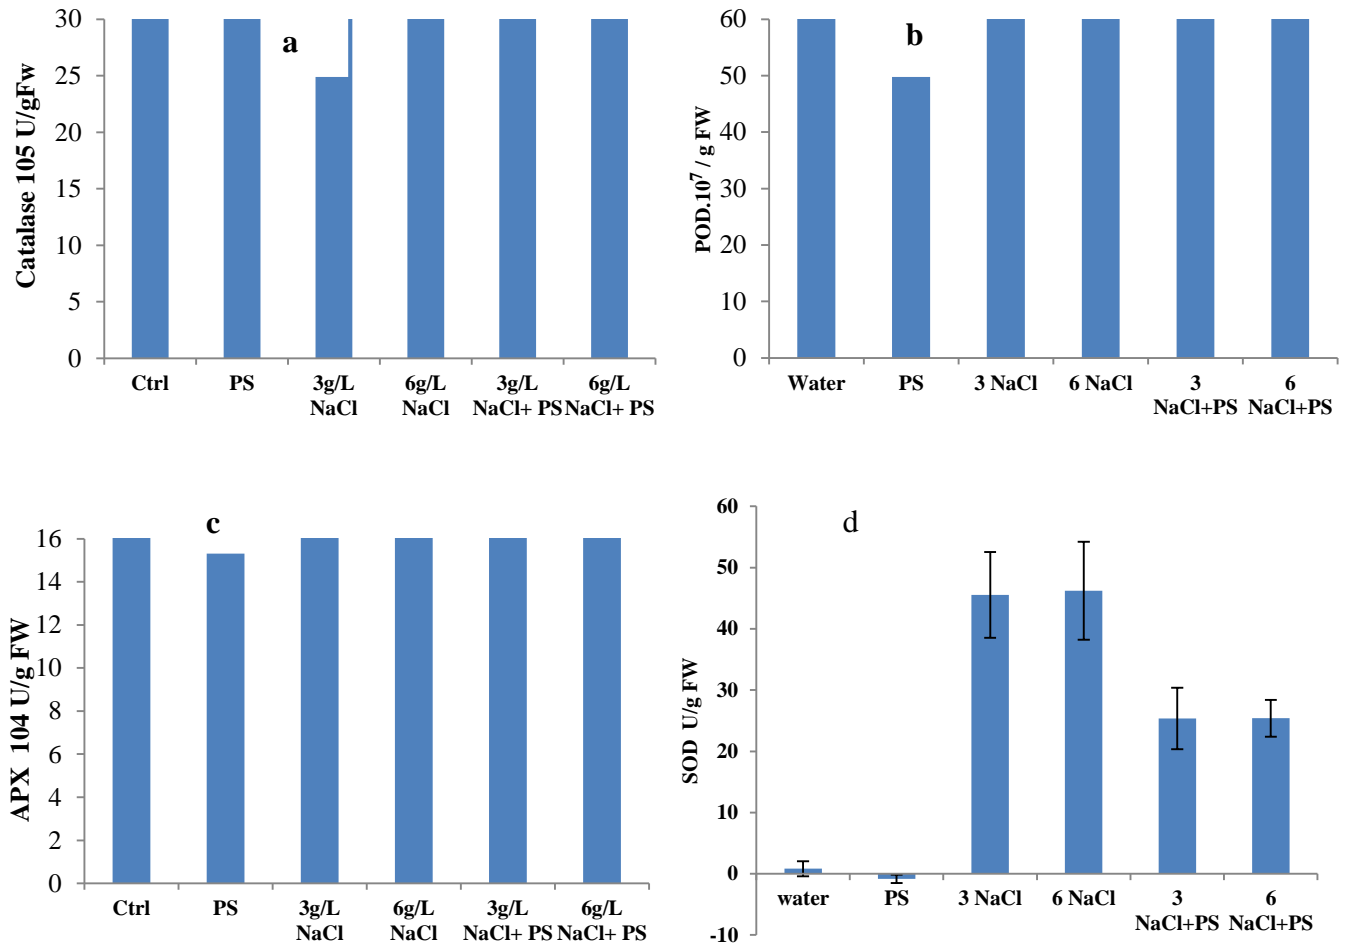 a
Catalase 105 U/gFw
30
25
20
15
10
5
0
Ctrl PS 3g/L NaCl 6g/L NaCl 3g/L NaCl+ PS 6g/L NaCl+ PS
b
POD.10⁷ / g FW
60
50
40
30
20
10
0
Water PS 3 NaCl 6 NaCl 3 NaCl+PS 6 NaCl+PS
c
APX 104 U/g FW
16
14
12
10
8
6
4
2
0
Ctrl PS 3g/L NaCl 6g/L NaCl 3g/L NaCl+ PS 6g/L NaCl+ PS
d
SOD U/g FW
60
50
40
30
20
10
0
-10
water PS 3 NaCl 6 NaCl 3 NaCl+PS 6 NaCl+PS